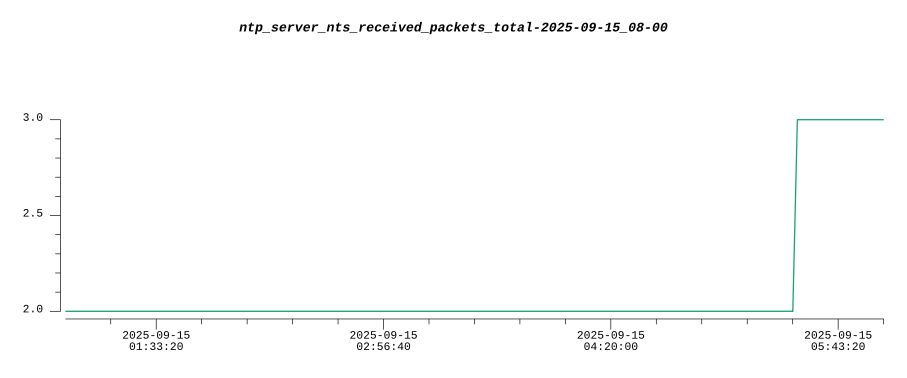 ntp_server_nts_received_packets_total-2025-09-15_08-00
3.0
2.5
2.0
2025-09-15 2025-09-15 2025-09-15 2025-09-15
01:33:20 02:56:40 04:20:00 05:43:20